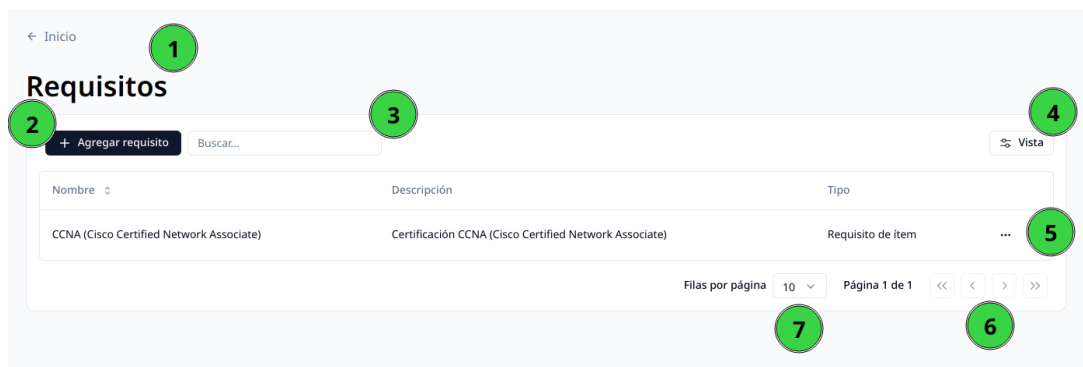 ← Inicio
1
Requisitos
2
3
4
+ Agregar requisito Buscar... Vista
Nombre Descripción Tipo
CCNA (Cisco Certified Network Associate) Certificación CCNA (Cisco Certified Network Associate) Requisito de ítem ... 5
Filas por página 10 Página 1 de 1 << < > >>
7
6